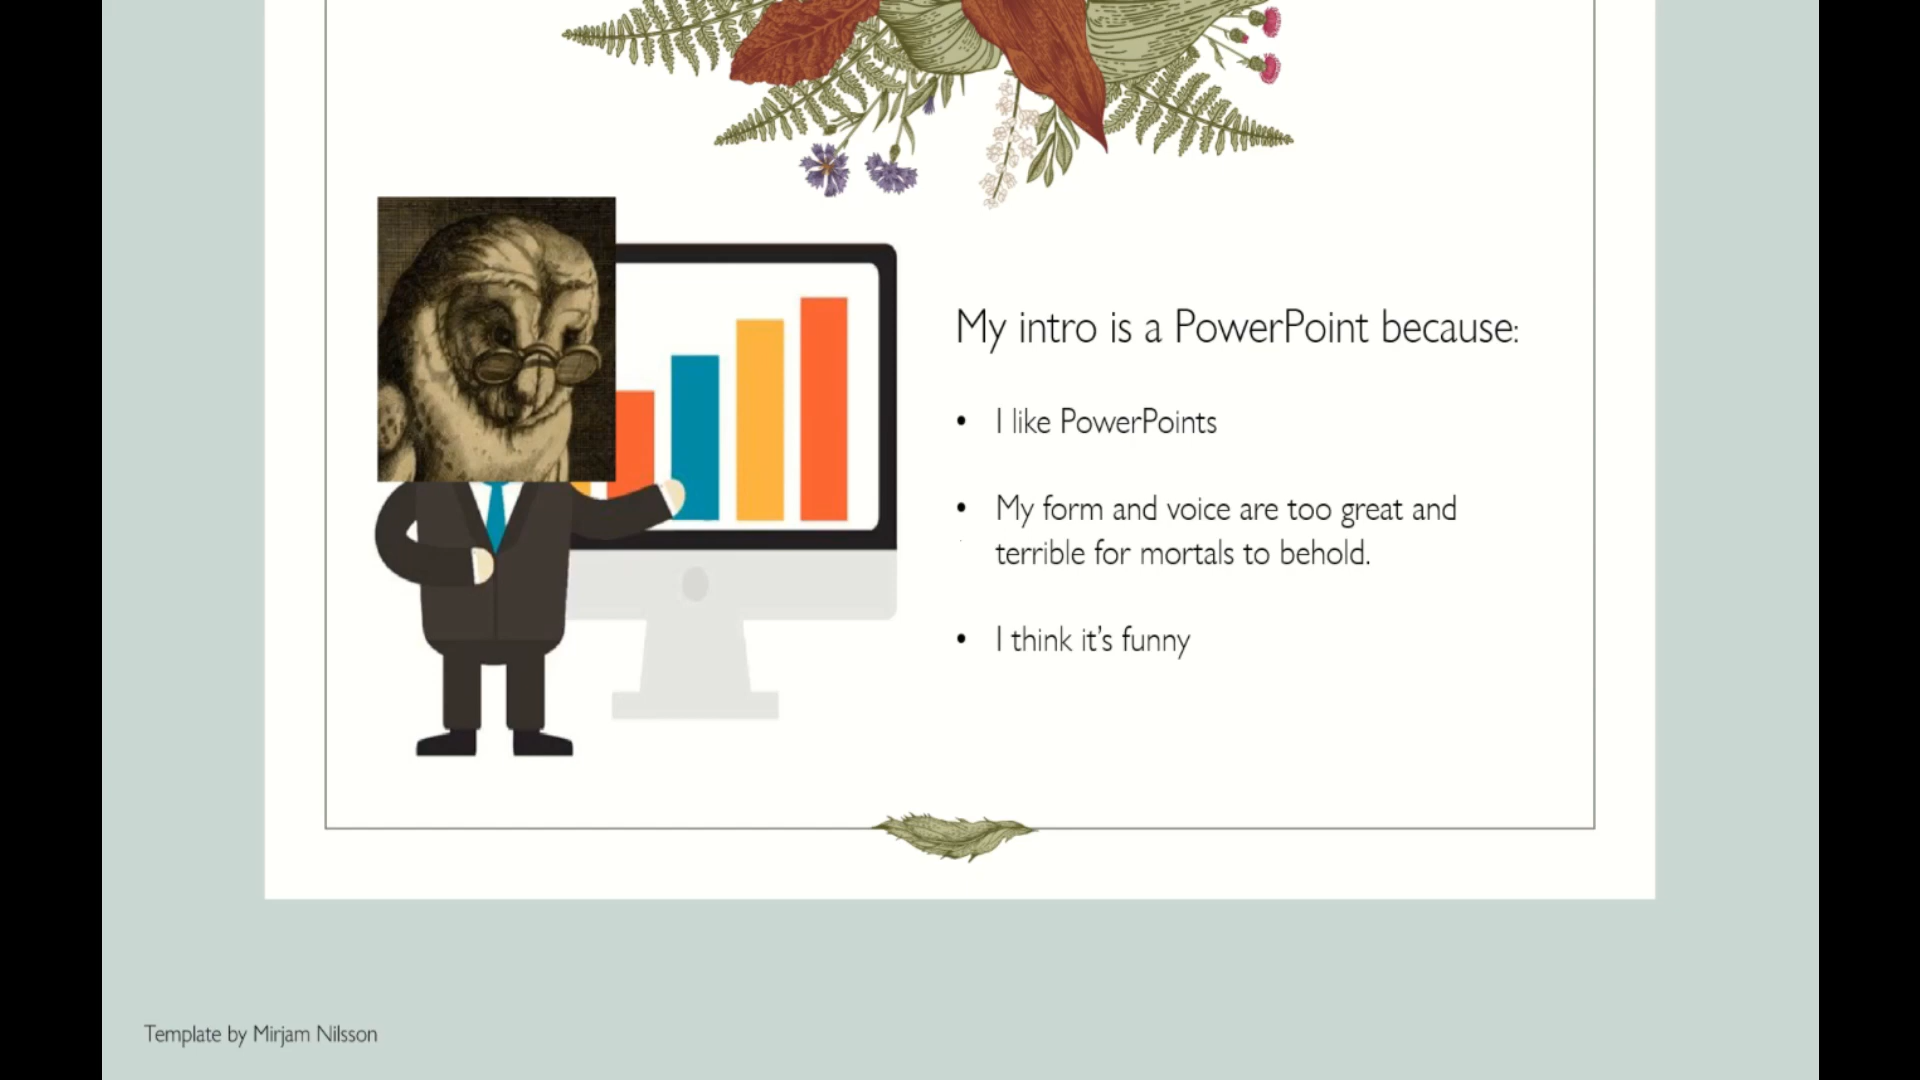 My intro is a PowerPoint because:
• I like PowerPoints
• My form and voice are too great and
terrible for mortals to behold.
• I think it's funny
Template by Mirjam Nilsson